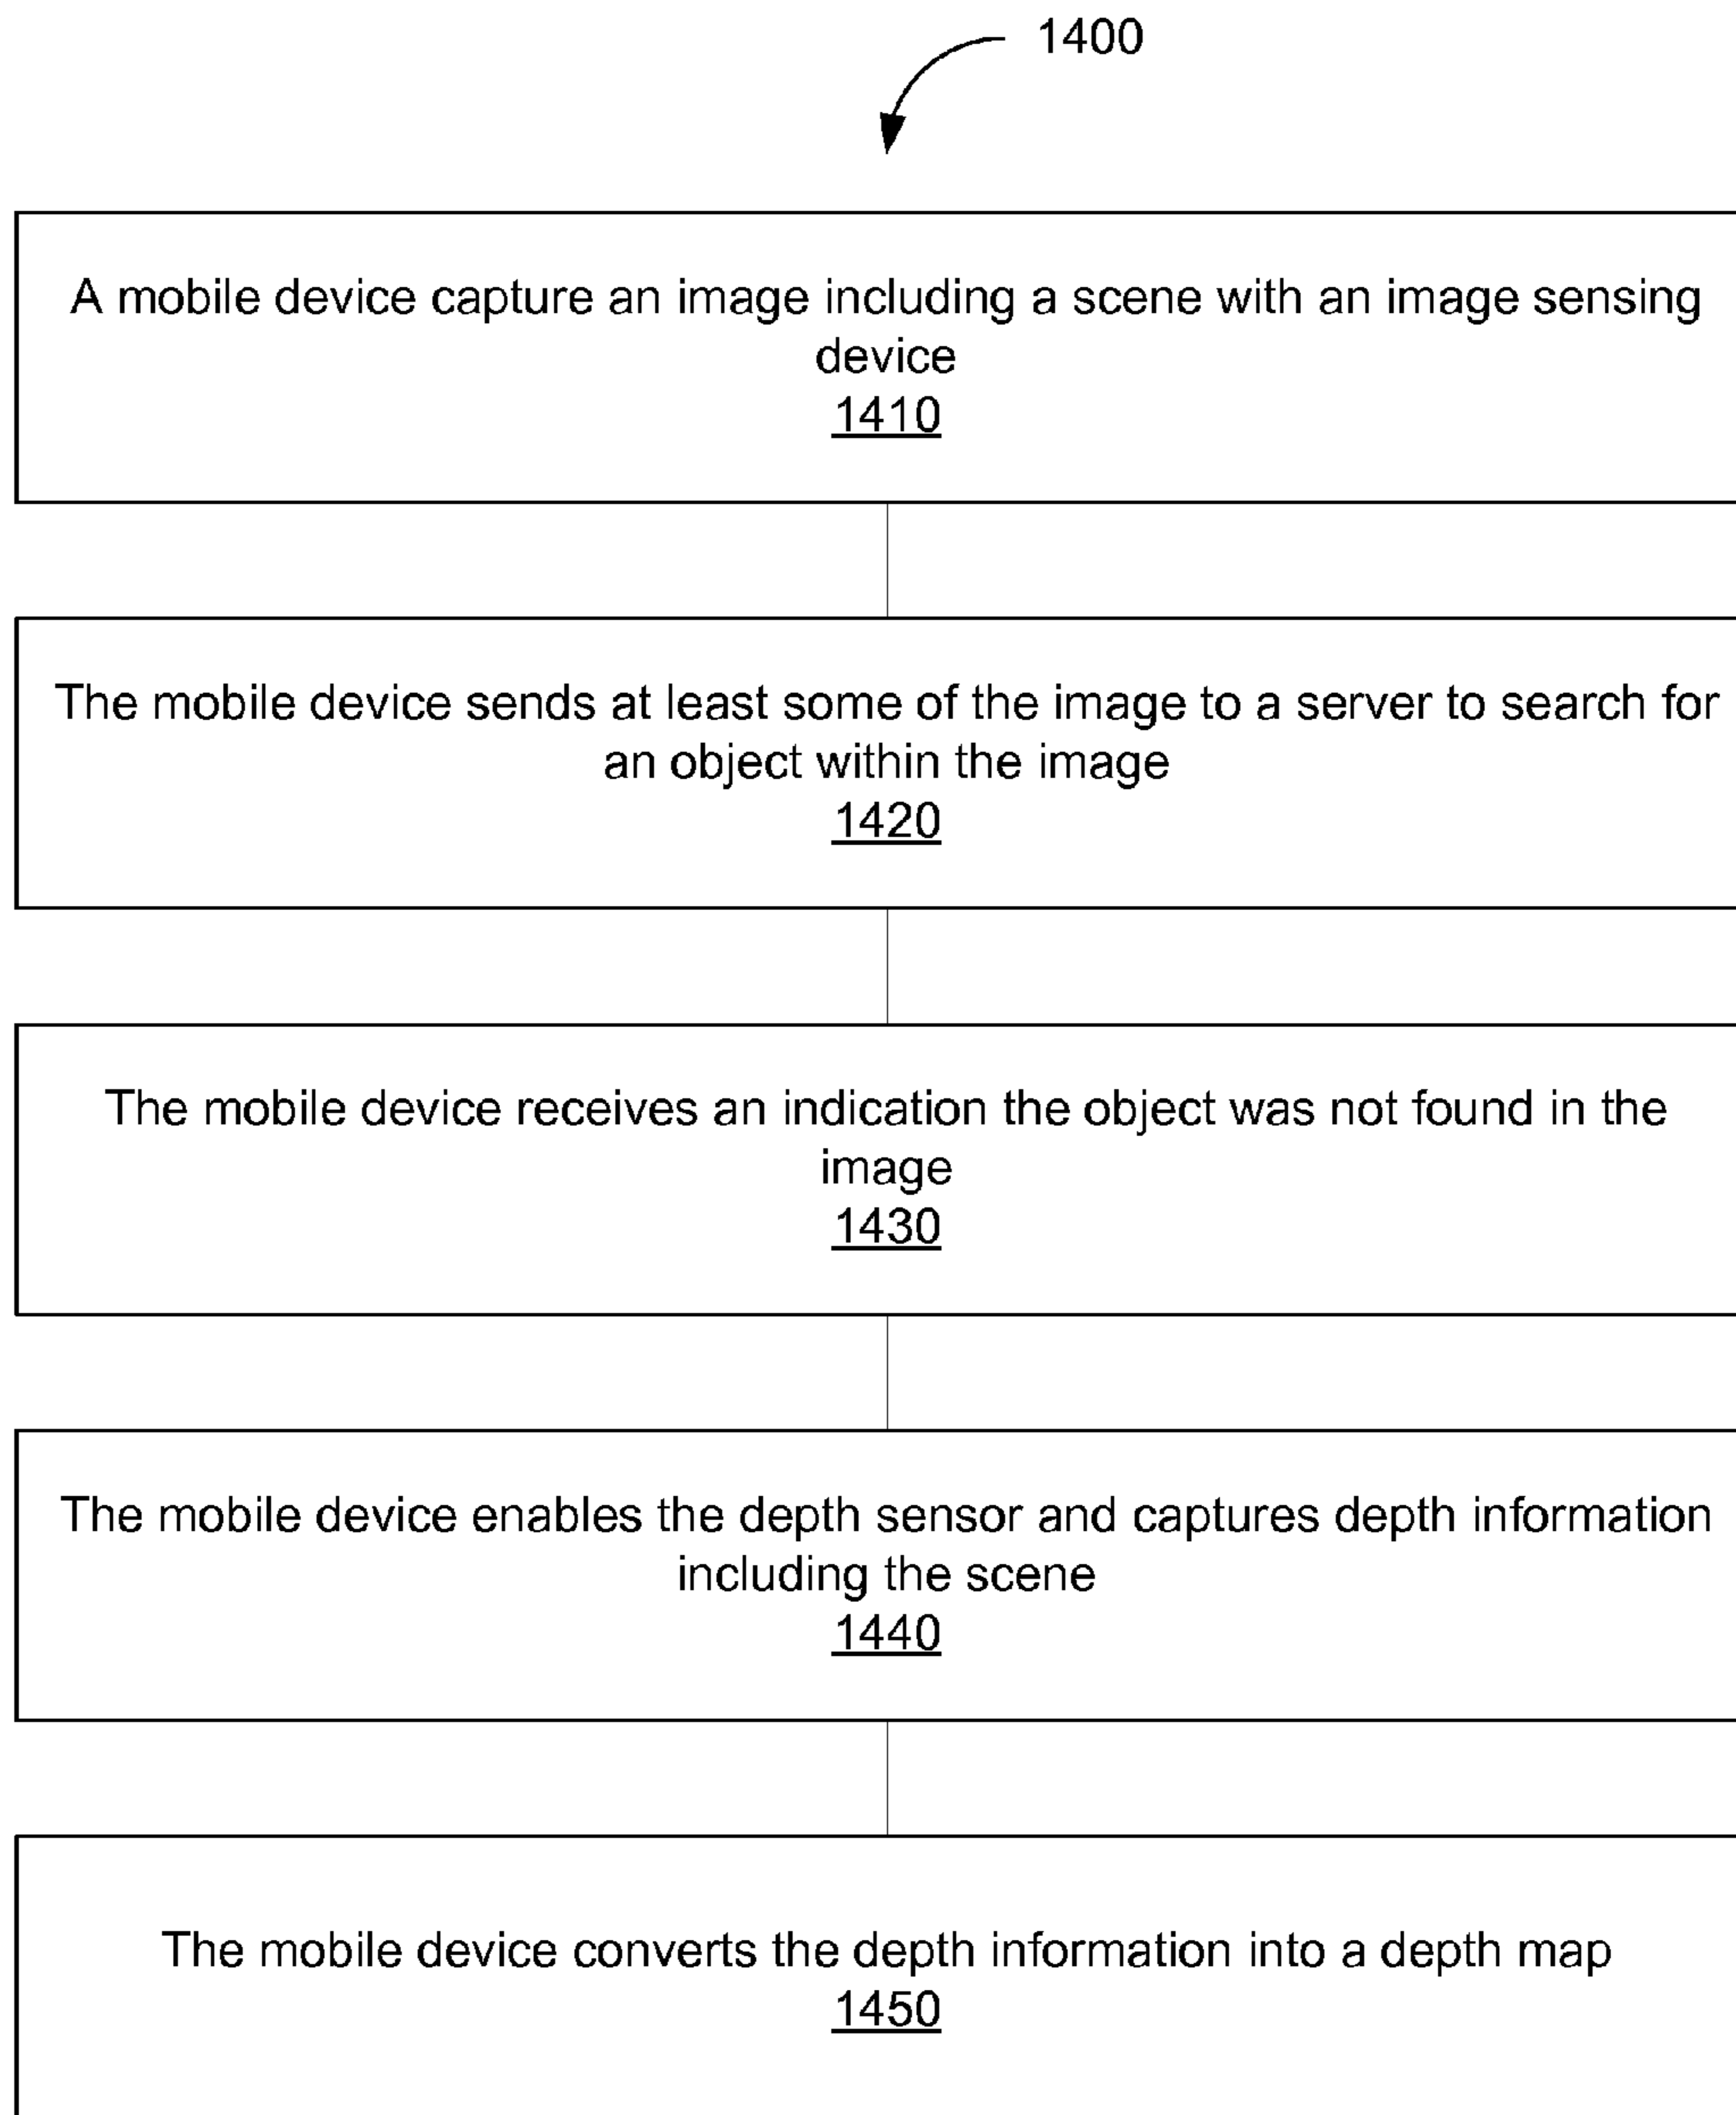 1400
A mobile device capture an image including a scene with an image sensing
device
1410
The mobile device sends at least some of the image to a server to search for
an object within the image
1420
The mobile device receives an indication the object was not found in the
image
1430
The mobile device enables the depth sensor and captures depth information
including the scene
1440
The mobile device converts the depth information into a depth map
1450